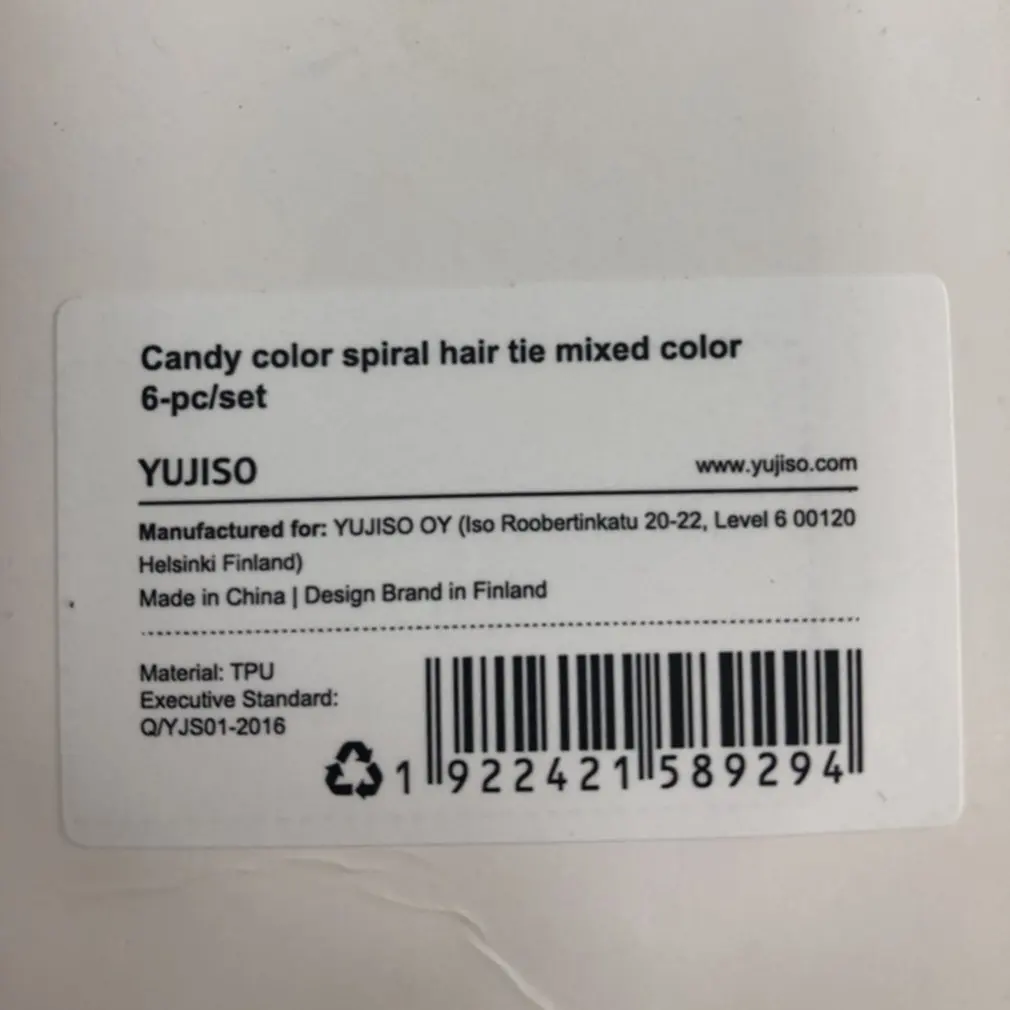 Candy color spiral hair tie mixed color
6-pc/set
YUJISO www.yujiso.com
Manufactured for: YUJISO OY (Iso Roobertinkatu 20-22, Level 6 00120
Helsinki Finland)
Made in China | Design Brand in Finland
Material: TPU
Executive Standard:
Q/YJS01-2016
1 922421 589294